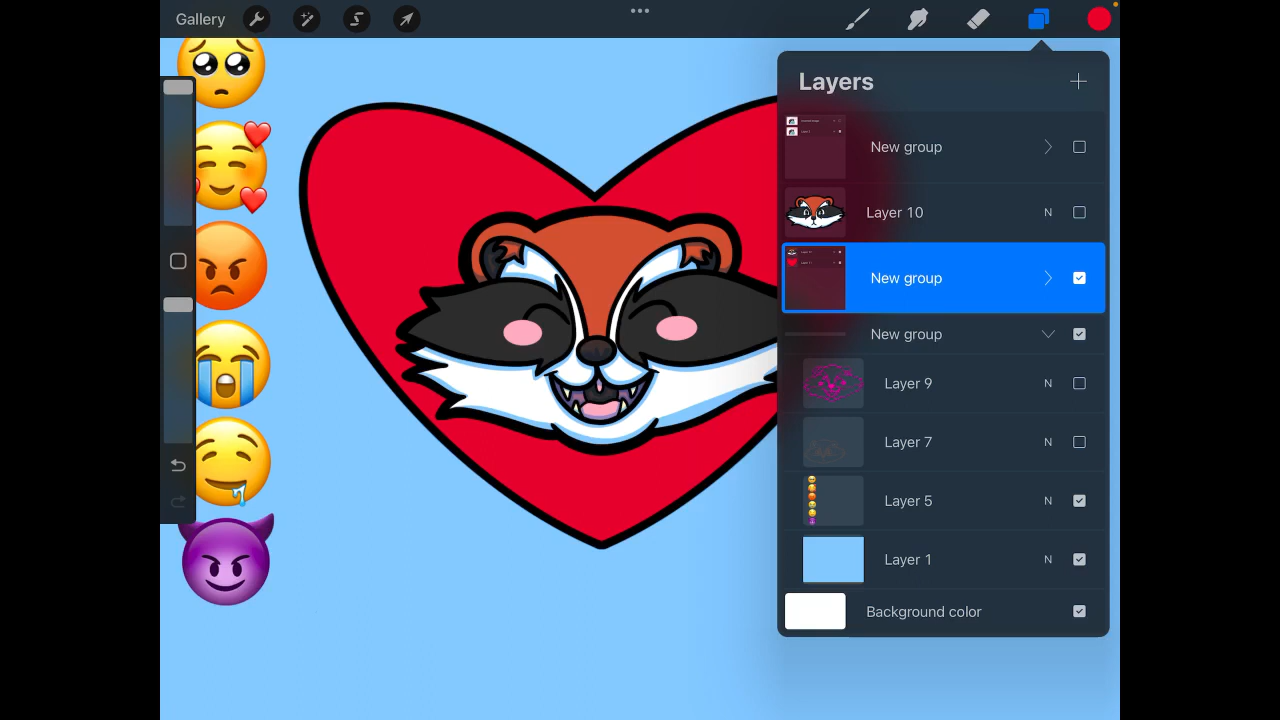 Gallery
Layers
New group
Layer 10 N
New group
New group
Layer 9 N
Layer 7 N
Layer 5 N
Layer 1 N
Background color